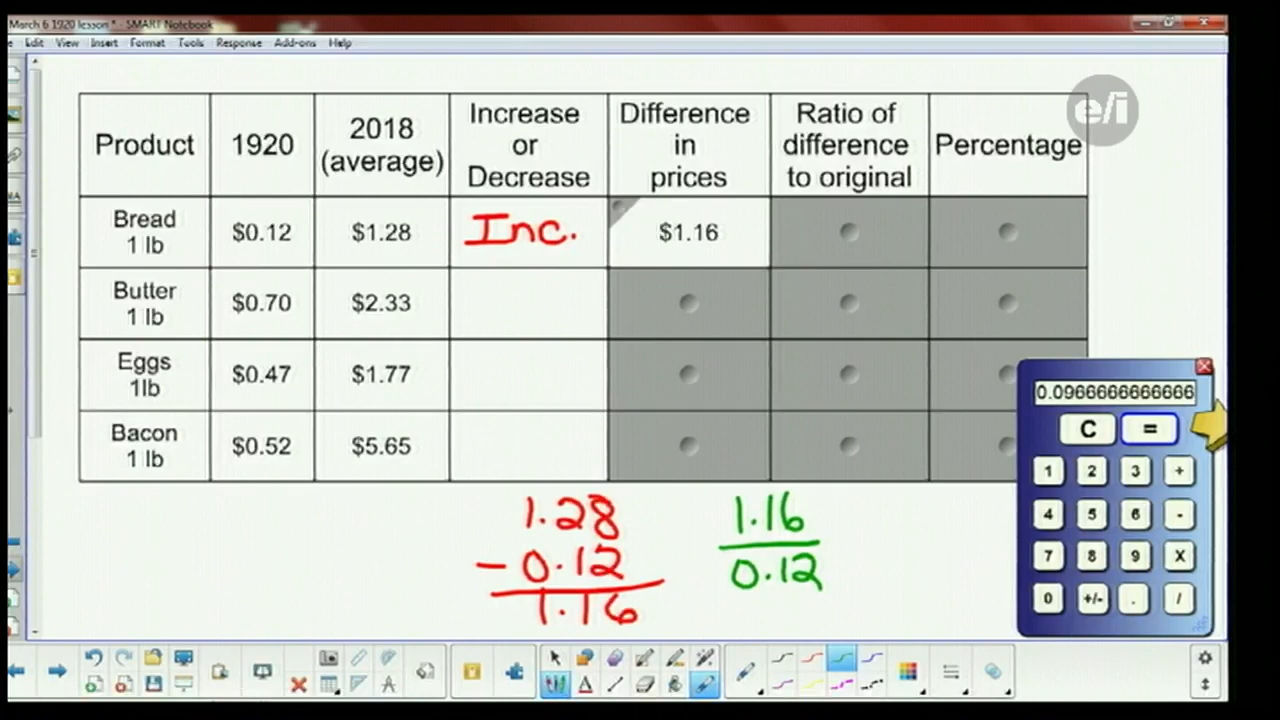 March 6 1920 lesson * - SMART Notebook
Edit View Insert Format Tools Response Add-ons Help
e/i
Product 1920 2018 (average) Increase or Decrease Difference in prices Ratio of difference to original Percentage
Bread 1 lb $0.12 $1.28 Inc. $1.16
Butter 1 lb $0.70 $2.33
Eggs 1lb $0.47 $1.77
Bacon 1 lb $0.52 $5.65
0.0966666666666
C =
1 2 3 +
4 5 6 -
7 8 9 X
0 +/- . /
1.28
- 0.12
1.16
1.16
0.12